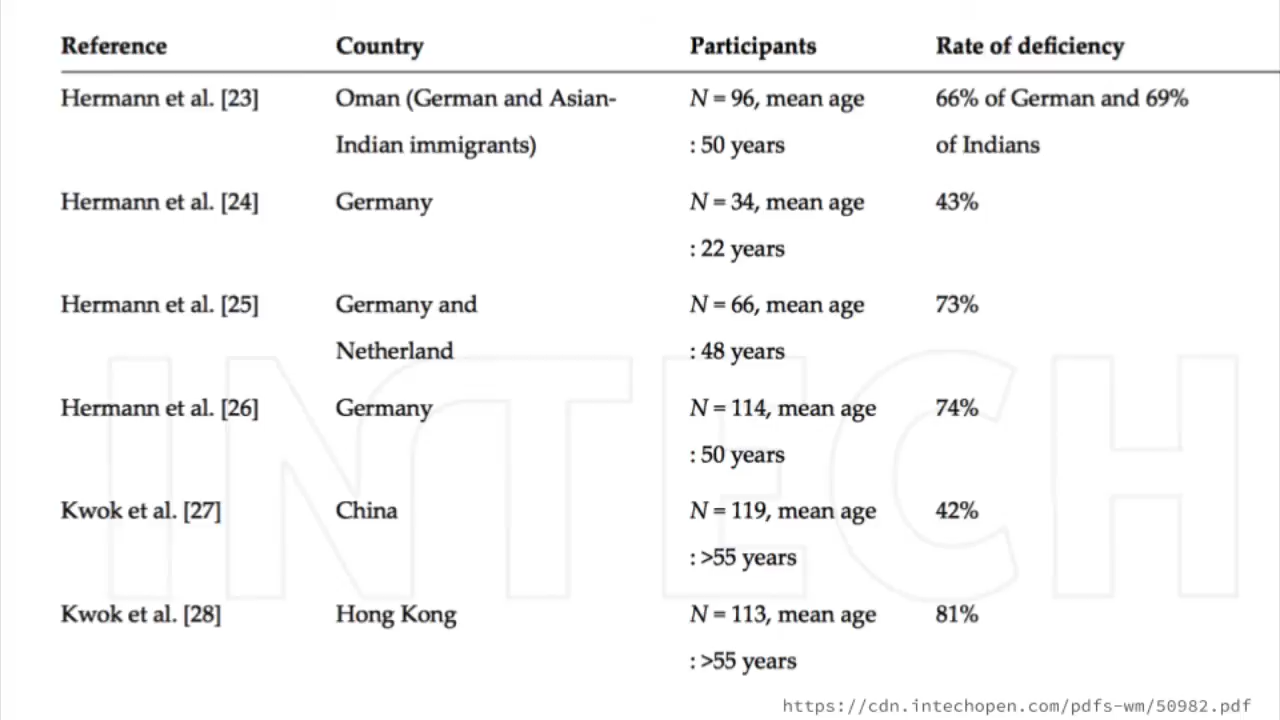 Reference Country Participants Rate of deficiency
Hermann et al. [23] Oman (German and Asian- N = 96, mean age 66% of German and 69%
Indian immigrants) : 50 years of Indians
Hermann et al. [24] Germany N = 34, mean age 43%
: 22 years
Hermann et al. [25] Germany and N = 66, mean age 73%
Netherland : 48 years
Hermann et al. [26] Germany N = 114, mean age 74%
: 50 years
Kwok et al. [27] China N = 119, mean age 42%
: >55 years
Kwok et al. [28] Hong Kong N = 113, mean age 81%
: >55 years
INTECH
https://cdn.intechopen.com/pdfs-wm/50982.pdf